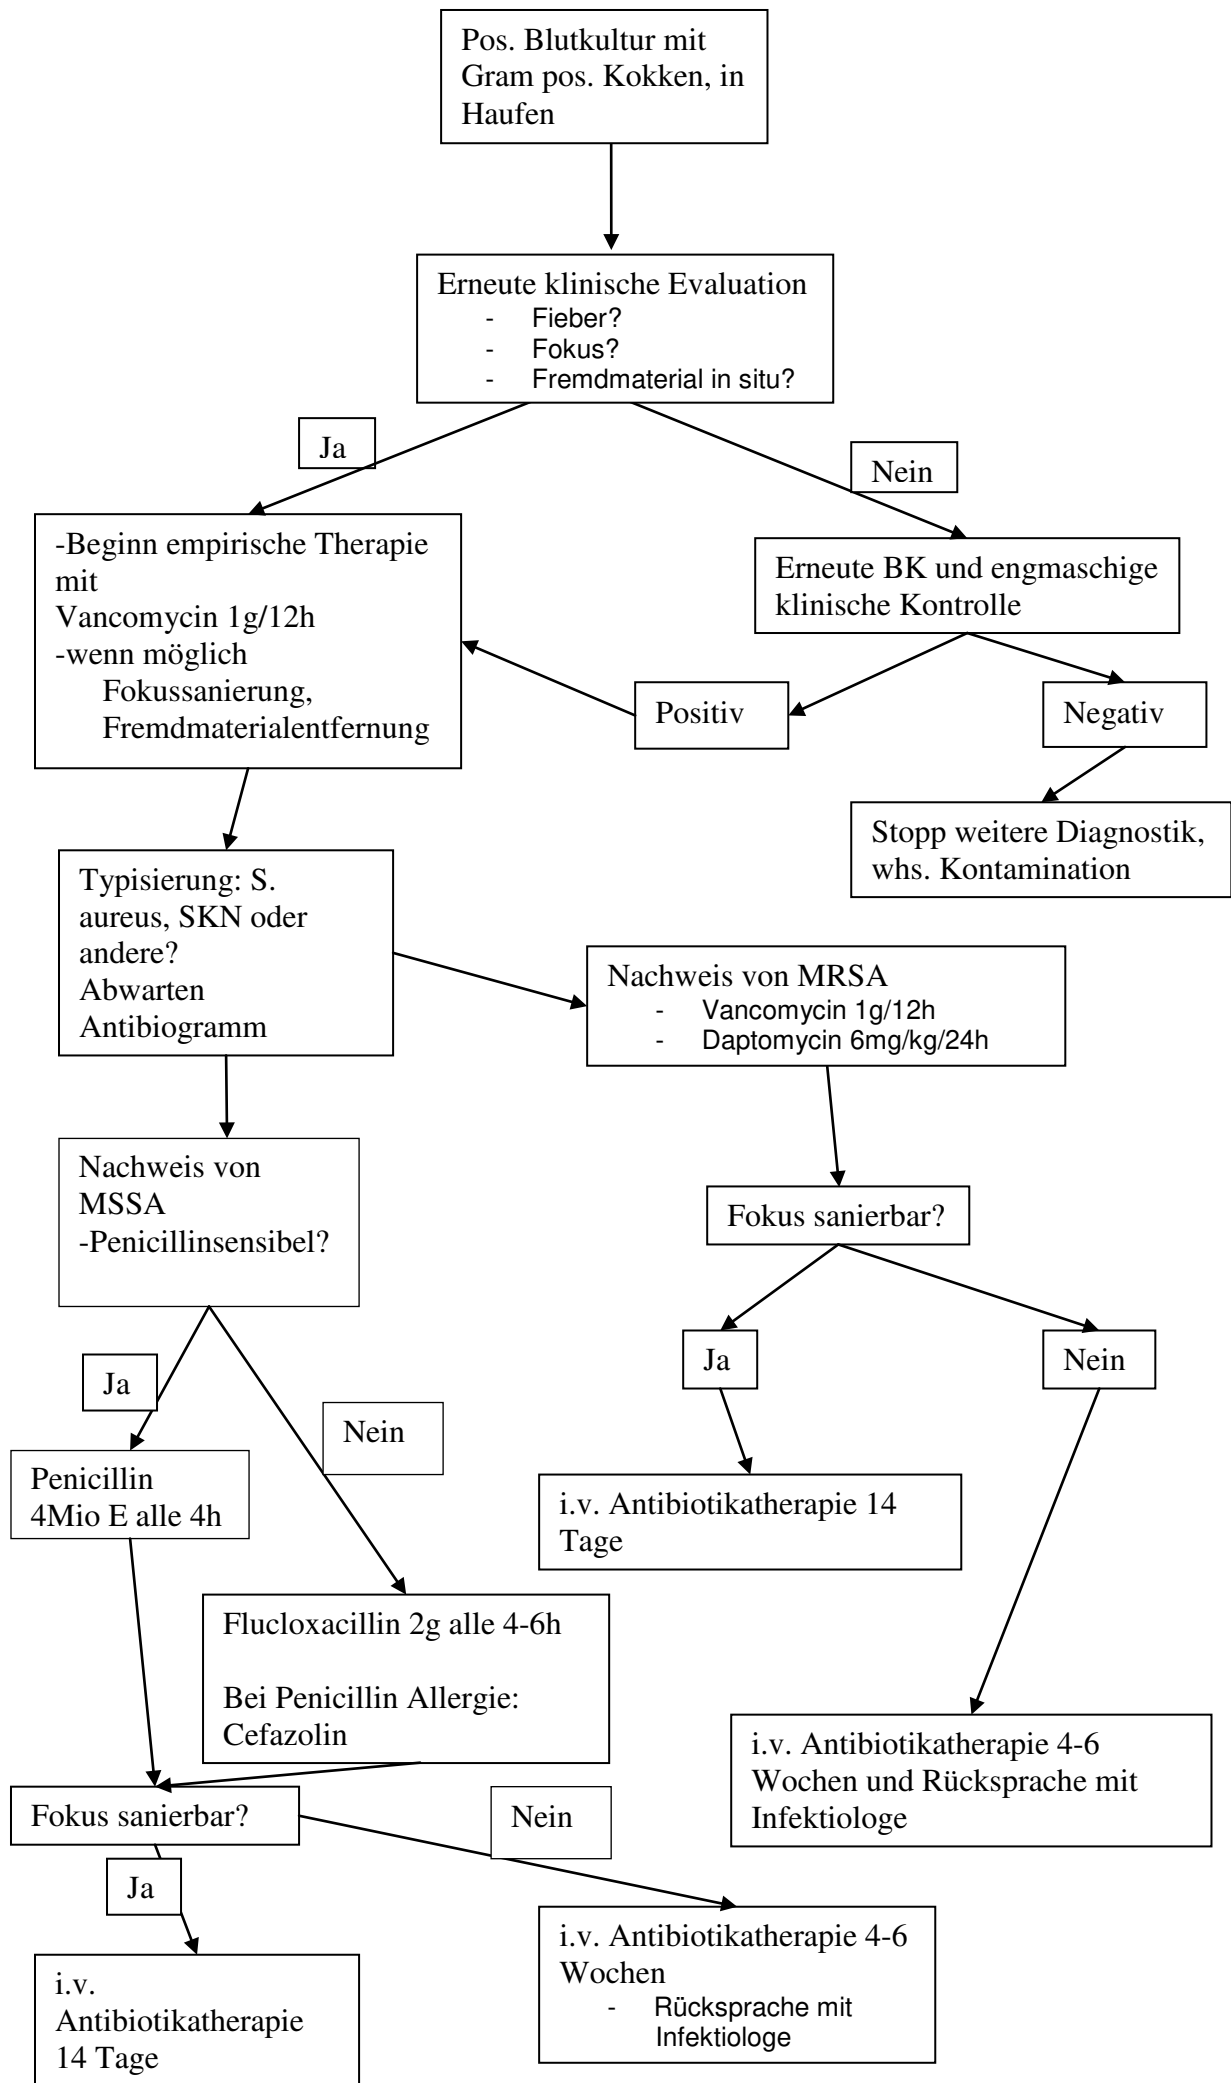 Pos. Blutkultur mit
Gram pos. Kokken, in
Haufen
Erneute klinische Evaluation
- Fieber?
- Fokus?
- Fremdmaterial in situ?
Ja
Nein
-Beginn empirische Therapie
mit
Vancomycin 1g/12h
-wenn möglich
Fokussanierung,
Fremdmaterialentfernung
Erneute BK und engmaschige
klinische Kontrolle
Positiv
Negativ
Stopp weitere Diagnostik,
whs. Kontamination
Typisierung: S.
aureus, SKN oder
andere?
Abwarten
Antibiogramm
Nachweis von MRSA
- Vancomycin 1g/12h
- Daptomycin 6mg/kg/24h
Nachweis von
MSSA
-Penicillinsensibel?
Fokus sanierbar?
Ja
Nein
Ja
Nein
Penicillin
4Mio E alle 4h
i.v. Antibiotikatherapie 14
Tage
Flucloxacillin 2g alle 4-6h
Bei Penicillin Allergie:
Cefazolin
i.v. Antibiotikatherapie 4-6
Wochen und Rücksprache mit
Infektiologe
Fokus sanierbar?
Nein
Ja
i.v. Antibiotikatherapie 4-6
Wochen
- Rücksprache mit
Infektiologe
i.v.
Antibiotikatherapie
14 Tage